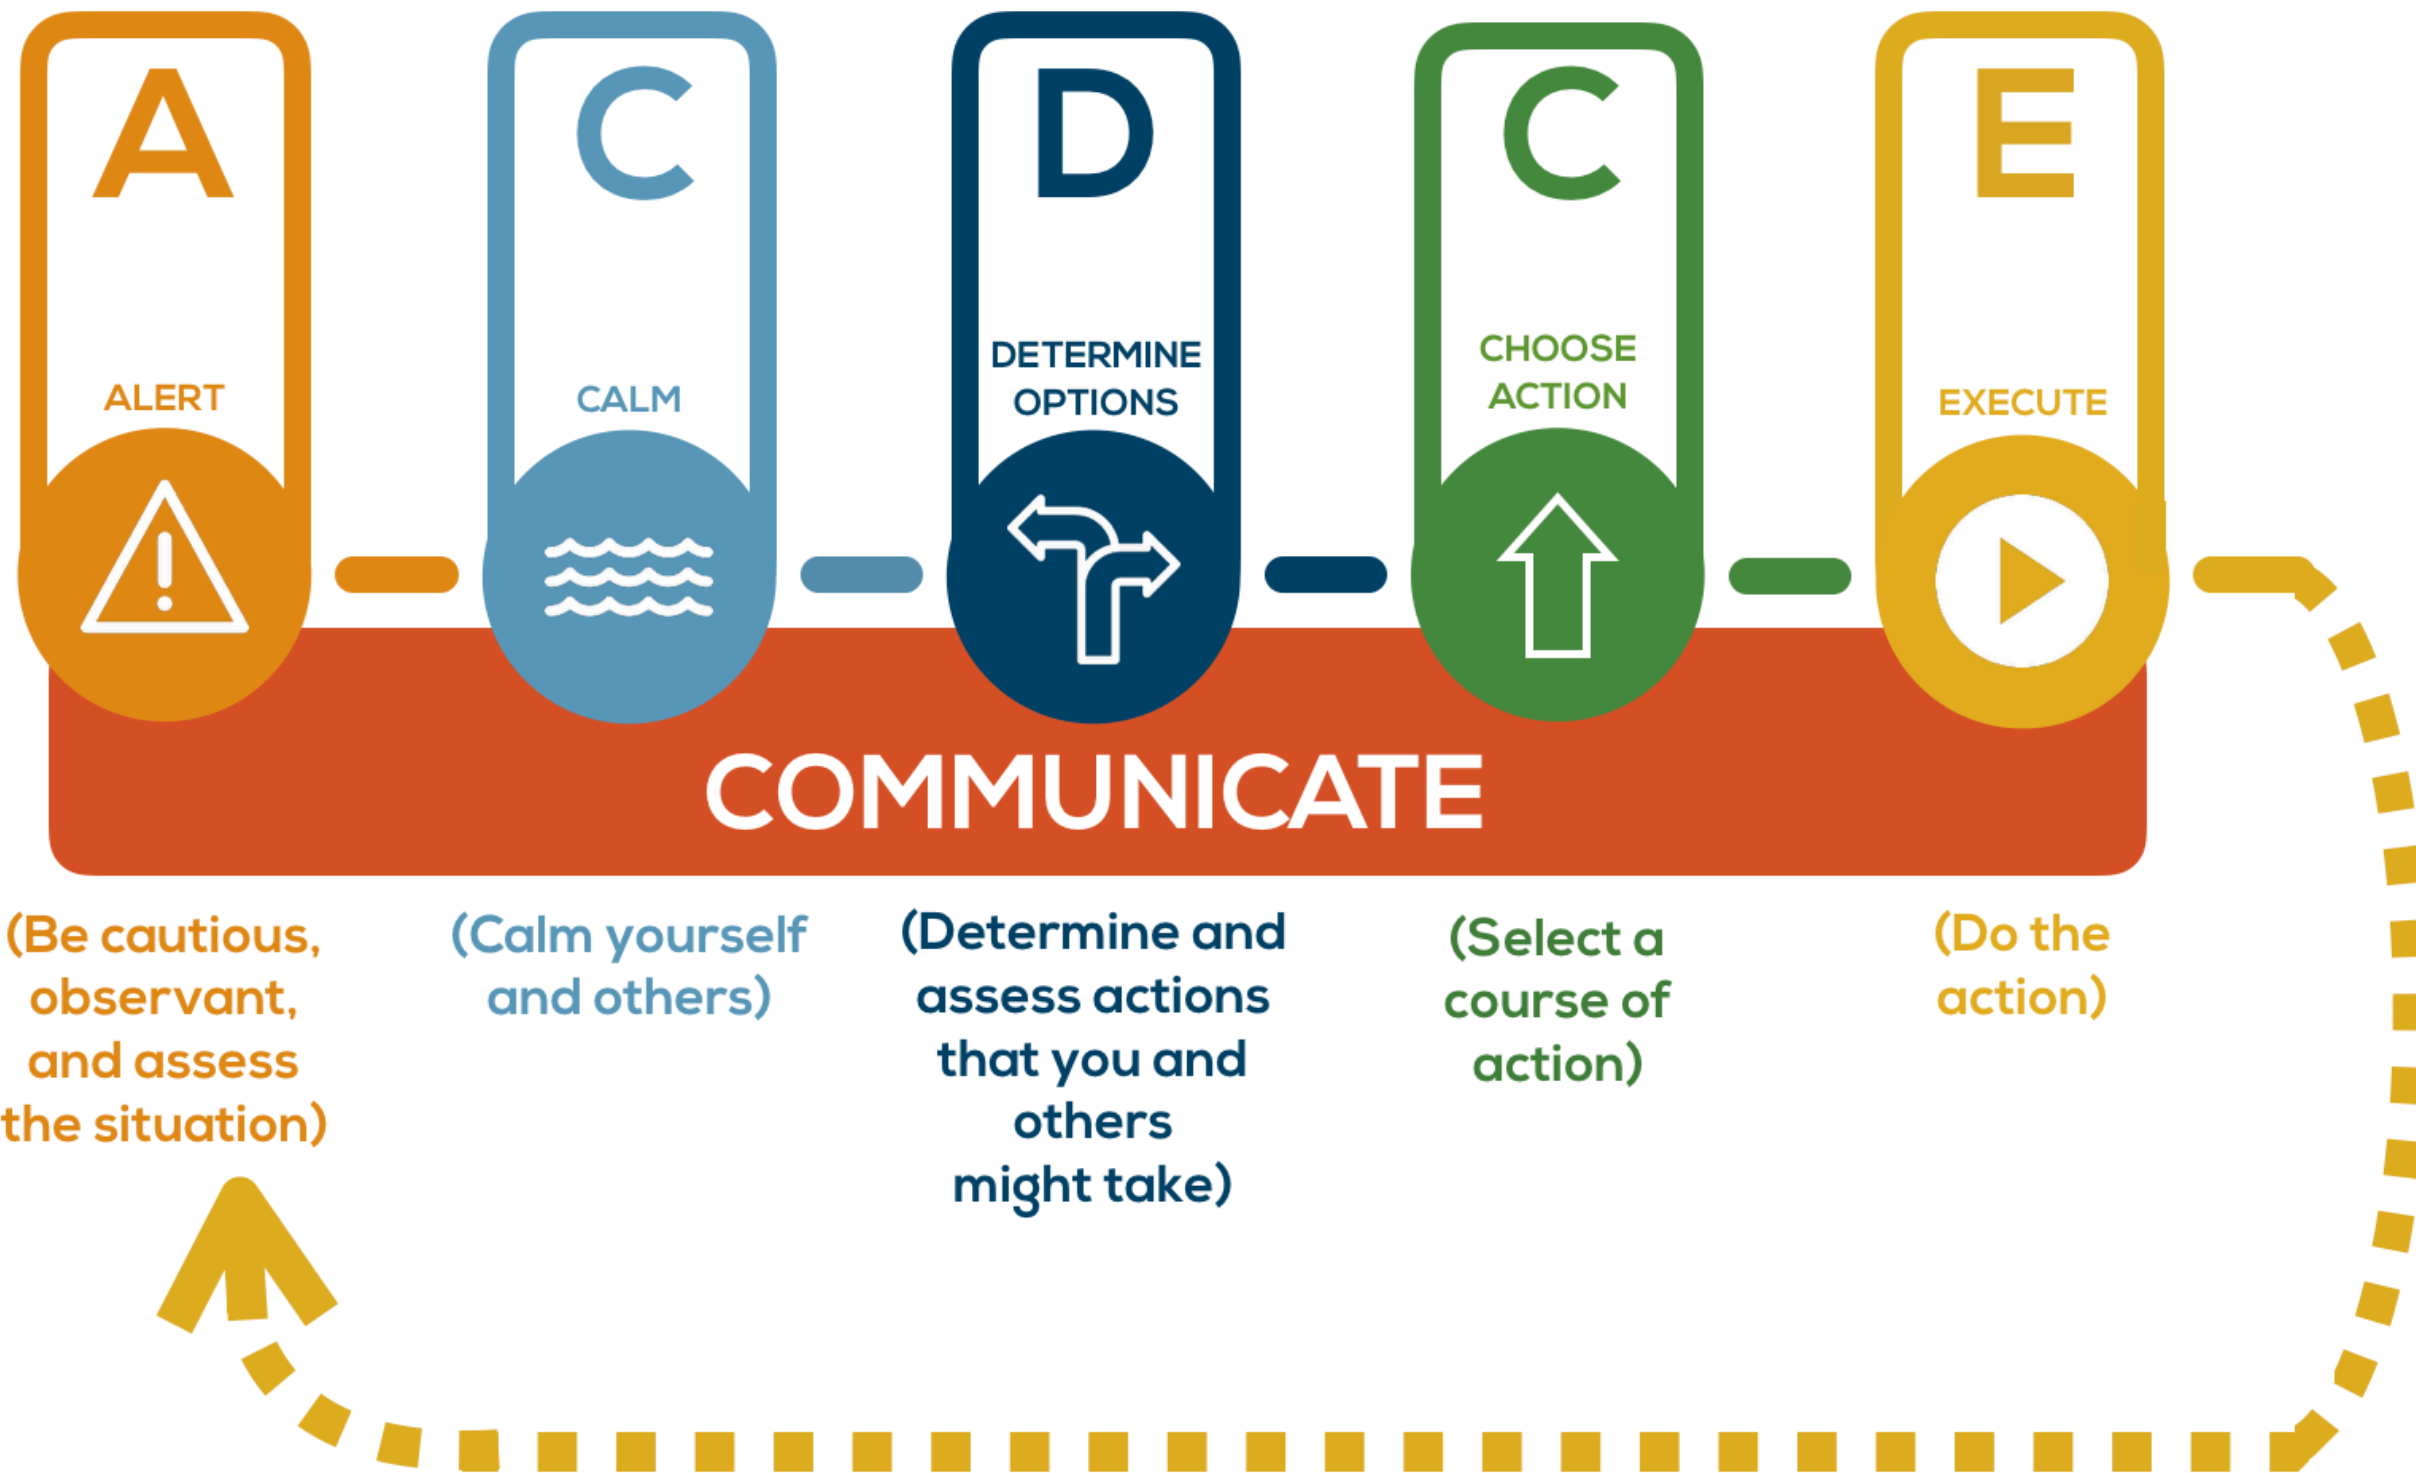 A
ALERT
C
CALM
D
DETERMINE
OPTIONS
C
CHOOSE
ACTION
E
EXECUTE
COMMUNICATE
(Be cautious,
observant,
and assess
the situation)
(Calm yourself
and others)
(Determine and
assess actions
that you and
others
might take)
(Select a
course of
action)
(Do the
action)